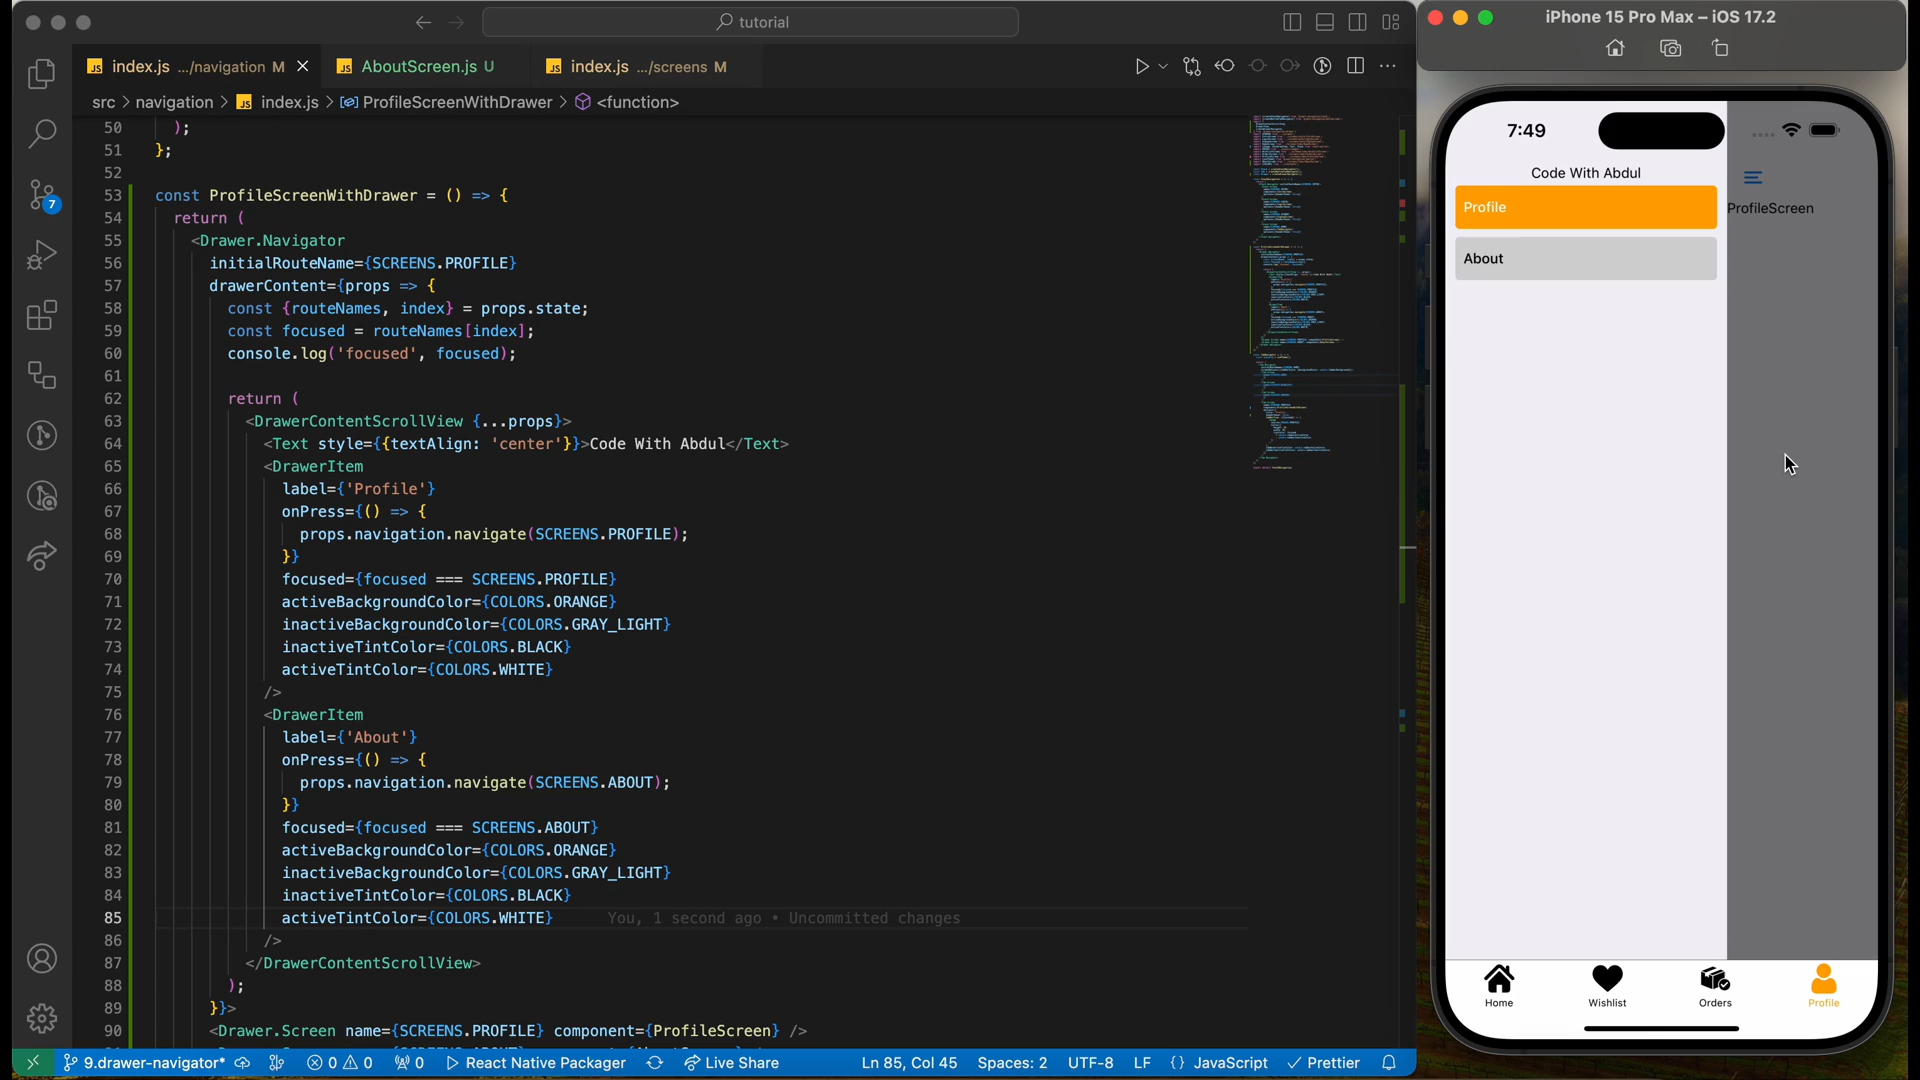 tutorial
iPhone 15 Pro Max – iOS 17.2
JS index.js .../navigation M
JS AboutScreen.js U
JS index.js .../screens M
src > navigation > JS index.js > ProfileScreenWithDrawer > <function>
50 );
51 };
52
53 const ProfileScreenWithDrawer = () => {
54 return (
55 <Drawer.Navigator
56 initialRouteName={SCREENS.PROFILE}
57 drawerContent={props => {
58 const {routeNames, index} = props.state;
59 const focused = routeNames[index];
60 console.log('focused', focused);
61
62 return (
63 <DrawerContentScrollView {...props}>
64 <Text style={{textAlign: 'center'}}>Code With Abdul</Text>
65 <DrawerItem
66 label={'Profile'}
67 onPress={() => {
68 props.navigation.navigate(SCREENS.PROFILE);
69 }}
70 focused={focused === SCREENS.PROFILE}
71 activeBackgroundColor={COLORS.ORANGE}
72 inactiveBackgroundColor={COLORS.GRAY_LIGHT}
73 inactiveTintColor={COLORS.BLACK}
74 activeTintColor={COLORS.WHITE}
75 />
76 <DrawerItem
77 label={'About'}
78 onPress={() => {
79 props.navigation.navigate(SCREENS.ABOUT);
80 }}
81 focused={focused === SCREENS.ABOUT}
82 activeBackgroundColor={COLORS.ORANGE}
83 inactiveBackgroundColor={COLORS.GRAY_LIGHT}
84 inactiveTintColor={COLORS.BLACK}
85 activeTintColor={COLORS.WHITE} You, 1 second ago • Uncommitted changes
86 />
87 </DrawerContentScrollView>
88 );
89 }}>
90 <Drawer.Screen name={SCREENS.PROFILE} component={ProfileScreen} />
7
9.drawer-navigator* 0 0 0 React Native Packager Live Share Ln 85, Col 45 Spaces: 2 UTF-8 LF {} JavaScript Prettier
7:49
Code With Abdul
Profile
ProfileScreen
About
Home
Wishlist
Orders
Profile